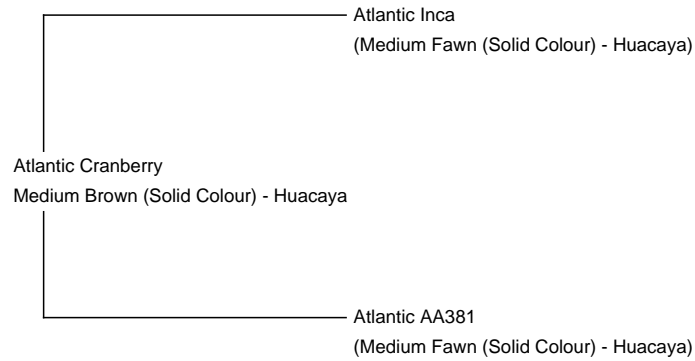 Atlantic Inca
(Medium Fawn (Solid Colour) - Huacaya)
Atlantic Cranberry
Medium Brown (Solid Colour) - Huacaya
Atlantic AA381
(Medium Fawn (Solid Colour) - Huacaya)